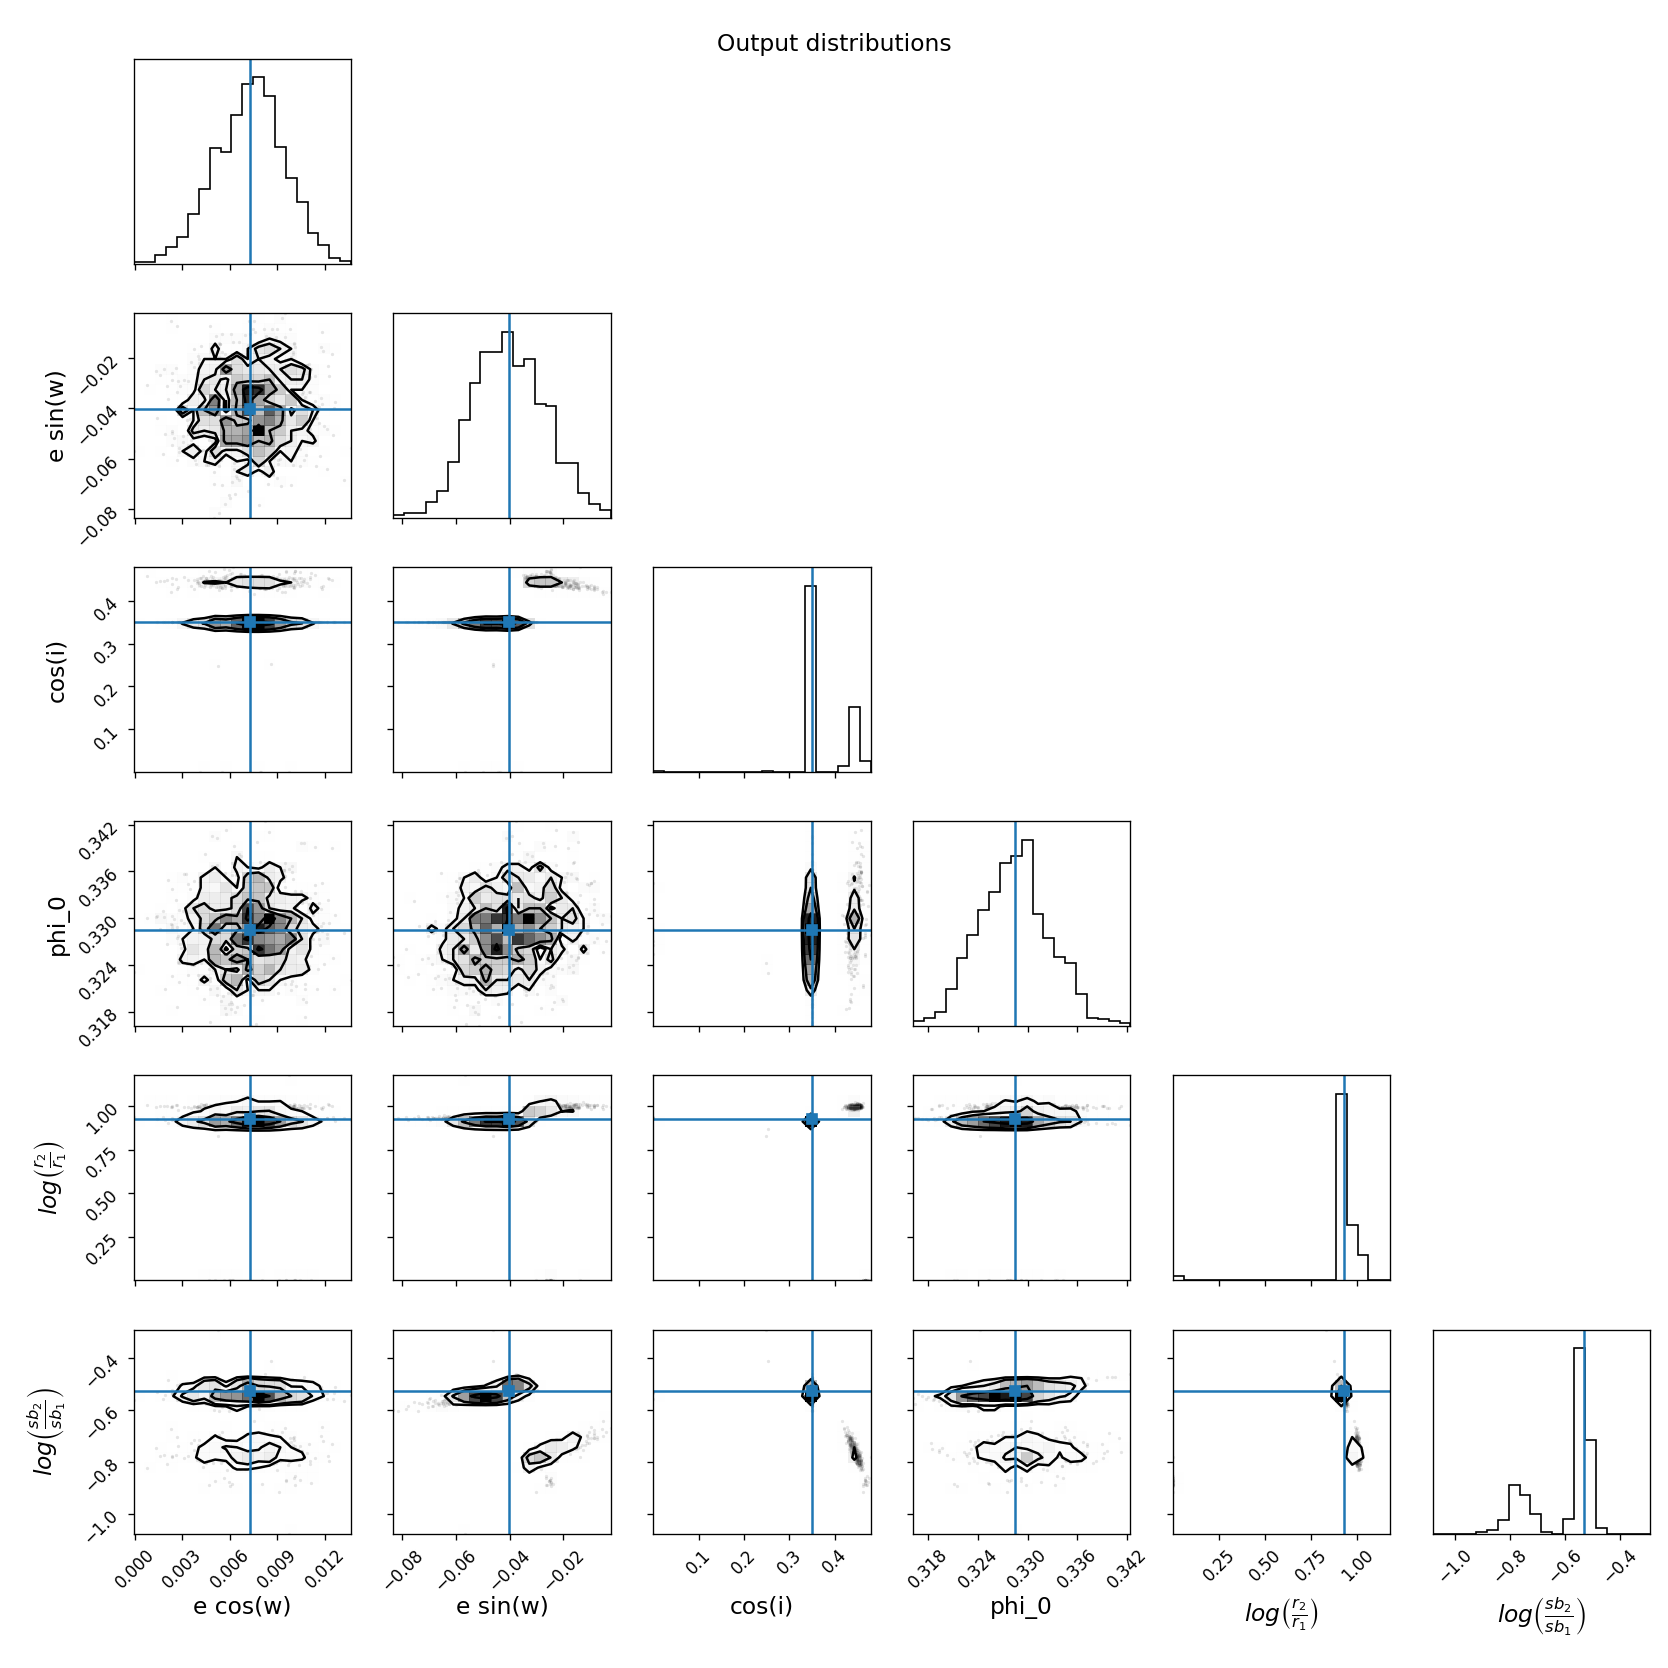 Output distributions
e sin(w)
−0.02
−0.04
−0.06
−0.08
cos(i)
0.4
0.3
0.2
0.1
phi_0
0.342
0.336
0.330
0.324
0.318
log(r₂/r₁)
1.00
0.75
0.50
0.25
log(sb₂/sb₁)
−0.4
−0.6
−0.8
−1.0
0.000 0.003 0.006 0.009 0.012
e cos(w)
−0.08 −0.06 −0.04 −0.02
e sin(w)
0.1 0.2 0.3 0.4
cos(i)
0.318 0.324 0.330 0.336 0.342
phi_0
0.25 0.50 0.75 1.00
log(r₂/r₁)
−1.0 −0.8 −0.6 −0.4
log(sb₂/sb₁)